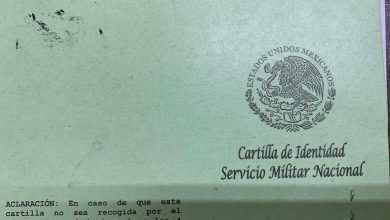 ESTADOS UNIDOS MEXICANOS
Cartilla de Identidad
Servicio Militar Nacional
ACLARACIÓN: En caso de que esta
cartilla no sea recogida por el